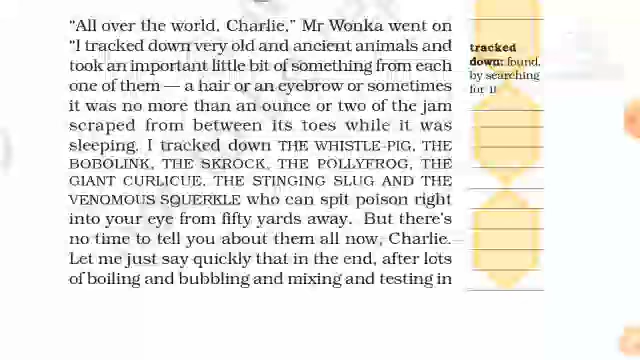 “All over the world, Charlie,” Mr Wonka went on
“I tracked down very old and ancient animals and
took an important little bit of something from each
one of them — a hair or an eyebrow or sometimes
it was no more than an ounce or two of the jam
scraped from between its toes while it was
sleeping. I tracked down THE WHISTLE-PIG, THE
BOBOLINK, THE SKROCK, THE POLLYFROG, THE
GIANT CURLICUE, THE STINGING SLUG AND THE
VENOMOUS SQUERKLE who can spit poison right
into your eye from fifty yards away. But there’s
no time to tell you about them all now, Charlie.
Let me just say quickly that in the end, after lots
of boiling and bubbling and mixing and testing in
tracked
down: found,
by searching
for it